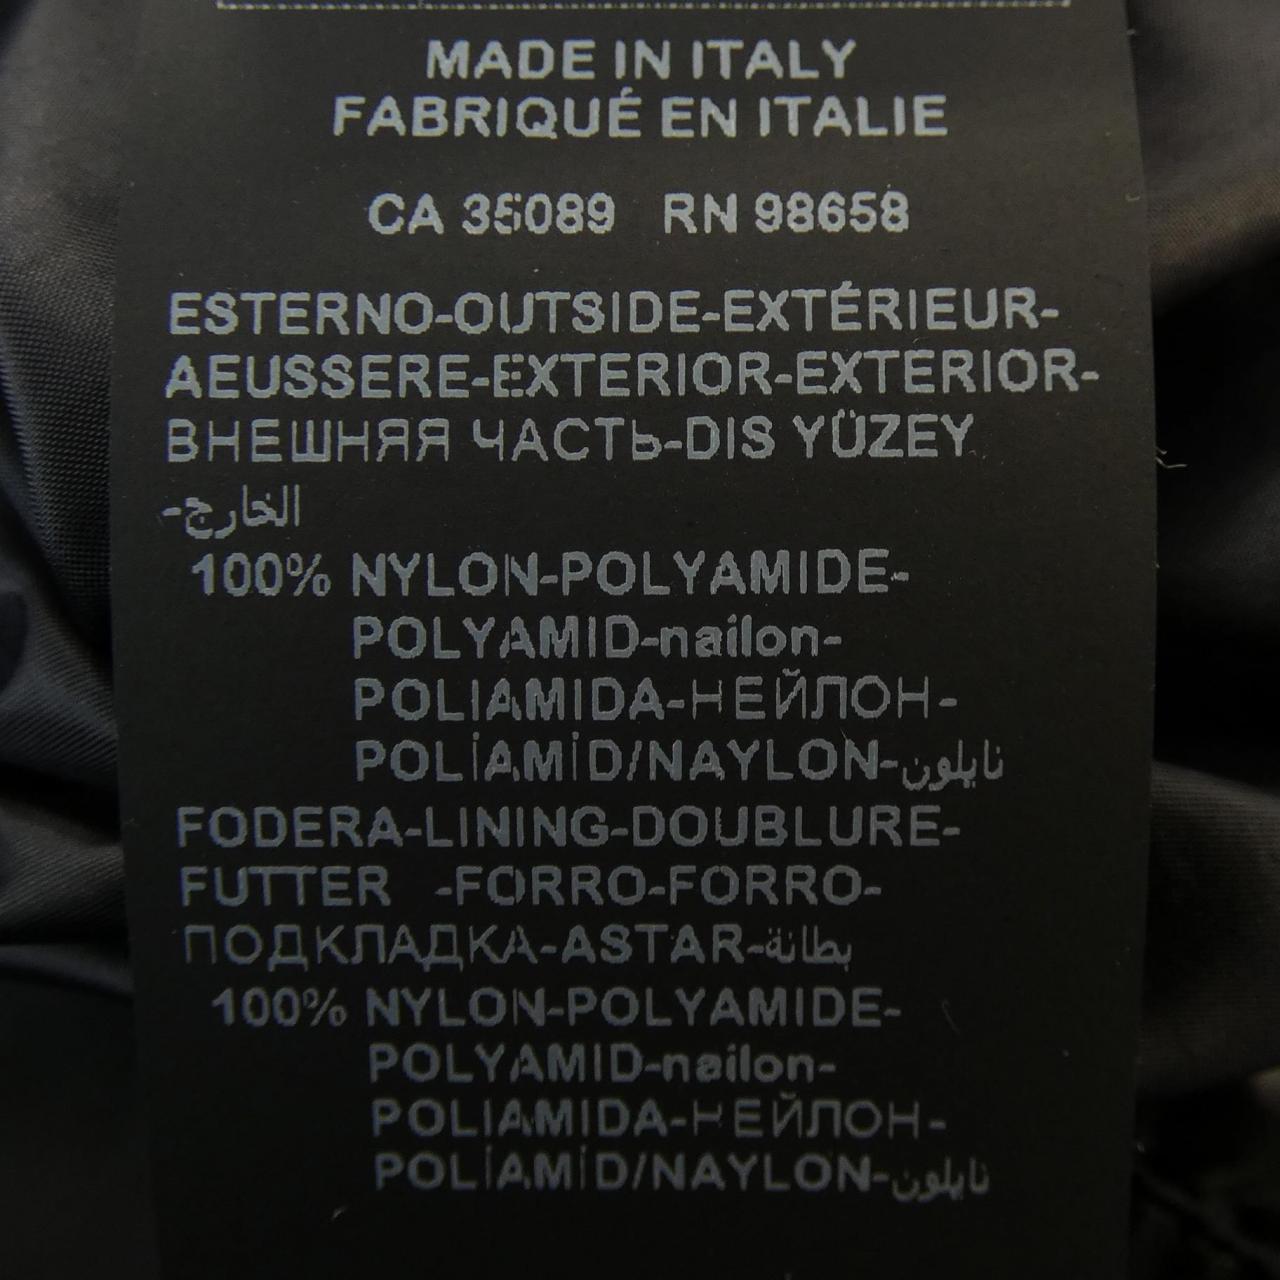 MADE IN ITALY
FABRIQUÉ EN ITALIE
CA 35089 RN 98658
ESTERNO-OUTSIDE-EXTÉRIEUR-
AEUSSERE-EXTERIOR-EXTERIOR-
ВНЕШНЯЯ ЧАСТЬ-DIS YÜZEY
الخارج-
100% NYLON-POLYAMIDE-
POLYAMID-nailon-
POLIAMIDA-НЕЙЛОН-
POLİAMİD/NAYLON-نايلون
FODERA-LINING-DOUBLURE-
FUTTER -FORRO-FORRO-
ПОДКЛАДКА-ASTAR-بطانة
100% NYLON-POLYAMIDE-
POLYAMID-nailon-
POLIAMIDA-НЕЙЛОН-
POLİAMİD/NAYLON-نايلون